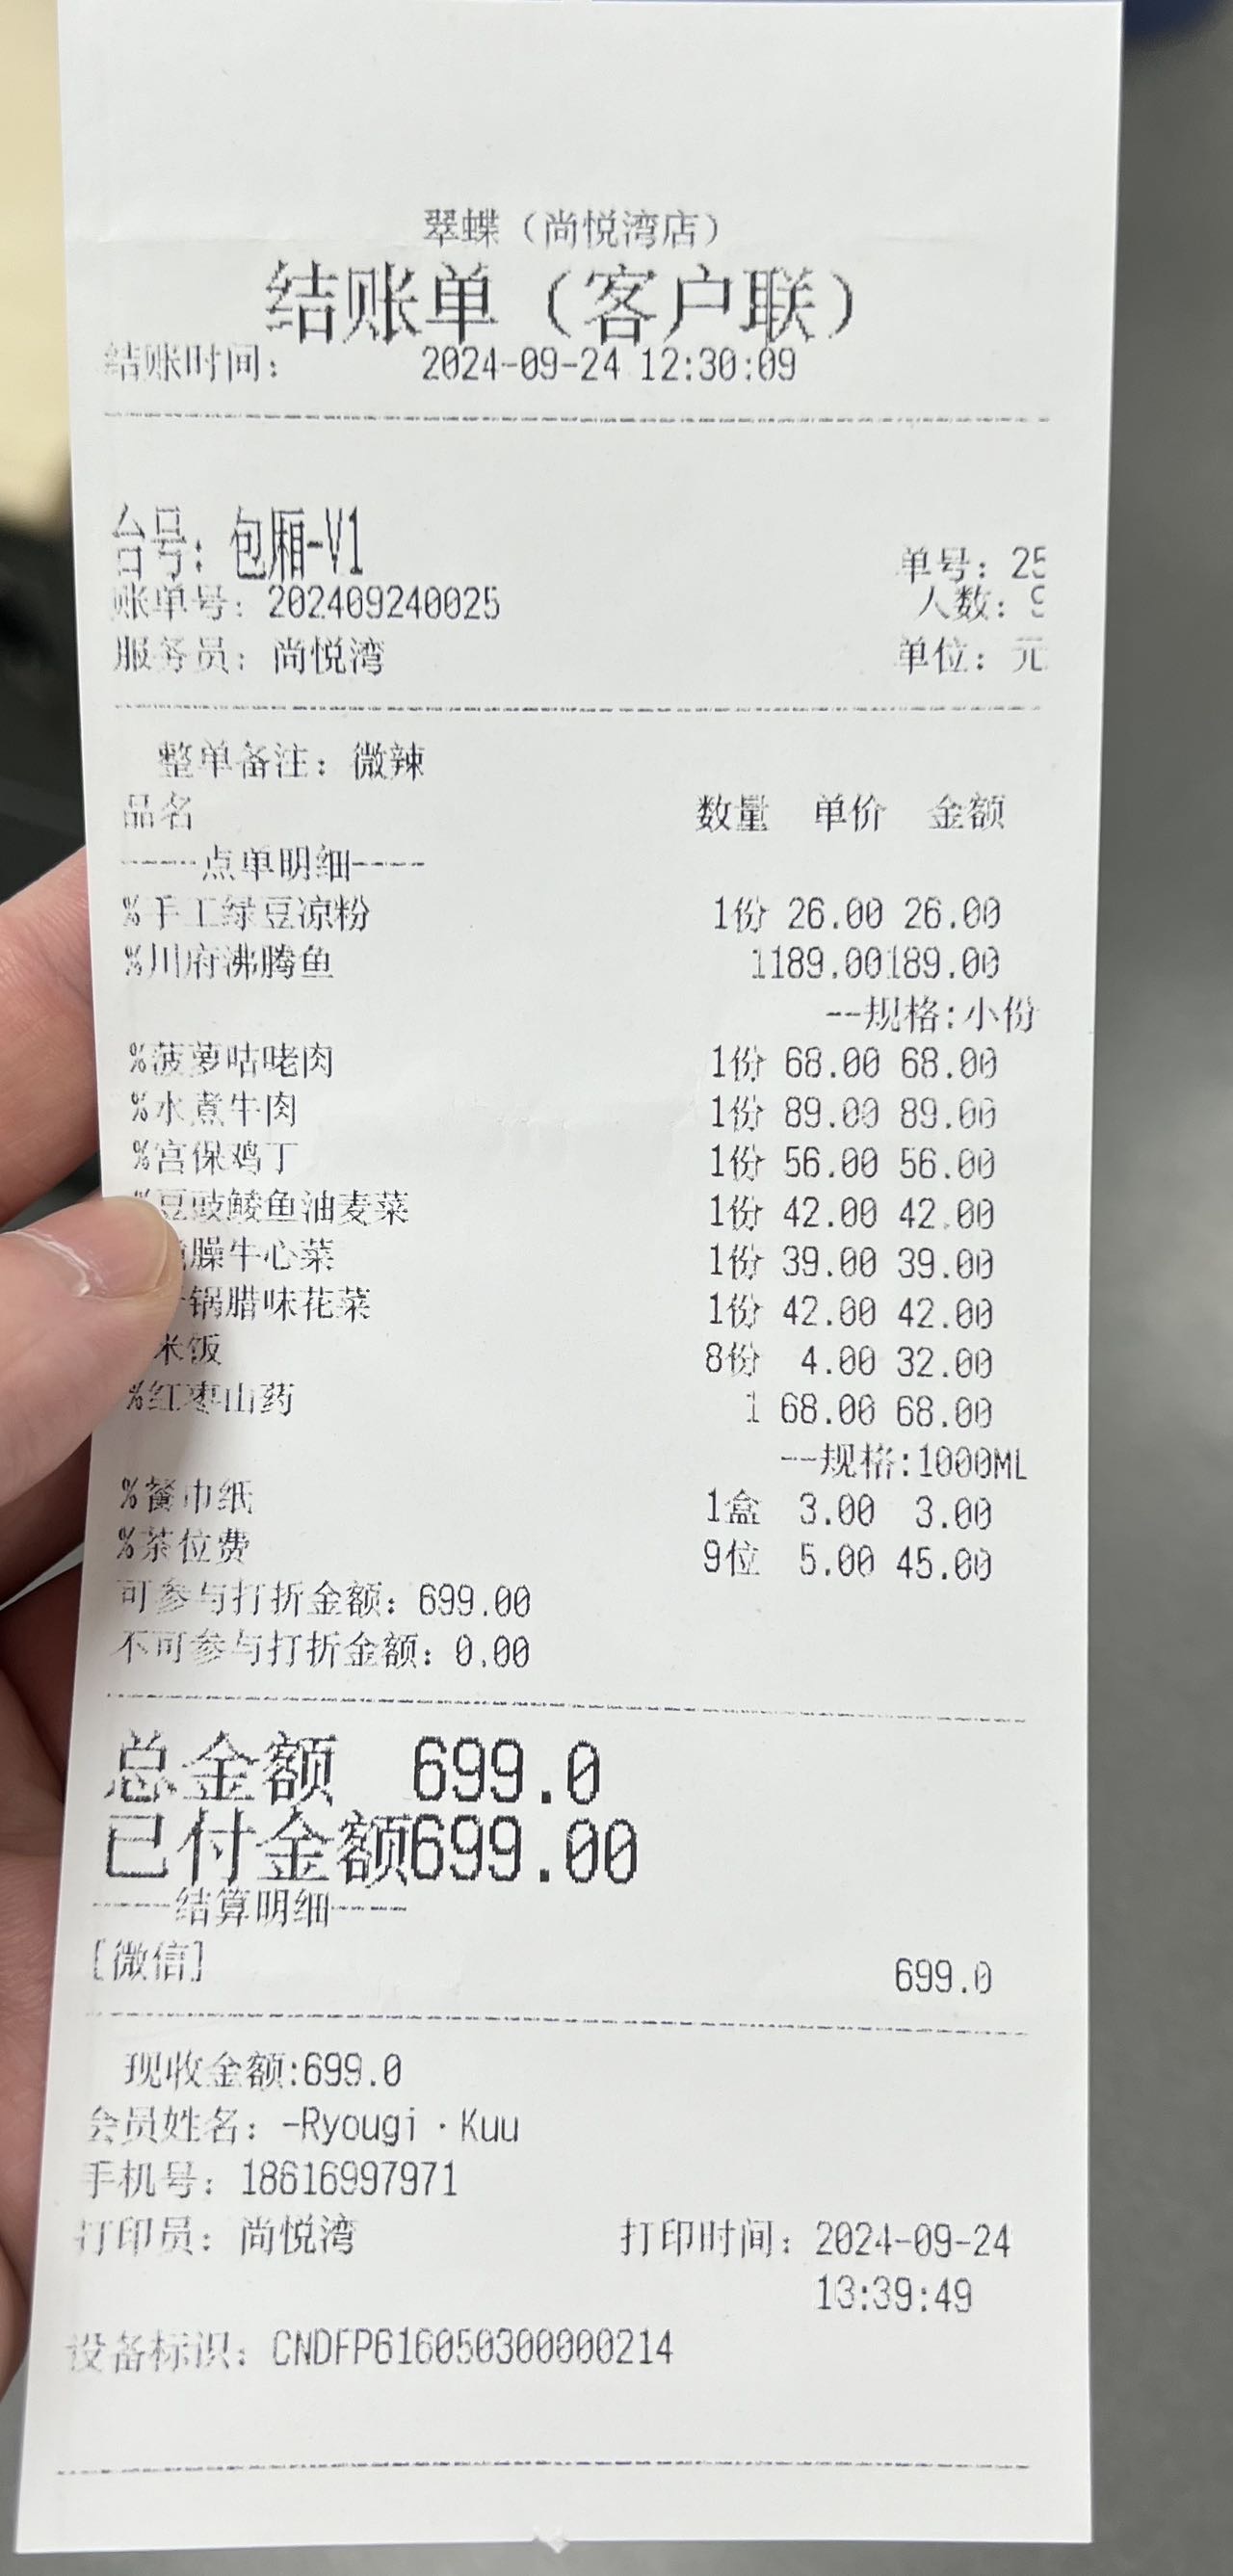 翠蝶（尚悦湾店）
结账单（客户联）
结账时间： 2024-09-24 12:30:09
台号：包厢-V1
单号：25
账单号：202409240025
人数：9
服务员：尚悦湾
单位：元
整单备注：微辣
品名 数量 单价 金额
----点单明细----
%手工绿豆凉粉 1份 26.00 26.00
%川府沸腾鱼 1189.00189.00
--规格:小份
%菠萝咕咾肉 1份 68.00 68.00
%水煮牛肉 1份 89.00 89.00
%宫保鸡丁 1份 56.00 56.00
%豆豉鲮鱼油麦菜 1份 42.00 42.00
臊牛心菜 1份 39.00 39.00
锅腊味花菜 1份 42.00 42.00
米饭 8份 4.00 32.00
%红枣山药 1 68.00 68.00
--规格:1000ML
%餐巾纸 1盒 3.00 3.00
%茶位费 9位 5.00 45.00
可参与打折金额：699.00
不可参与打折金额：0.00
总金额 699.0
已付金额699.00
----结算明细----
[微信] 699.0
现收金额:699.0
会员姓名：-Ryougi·Kuu
手机号：18616997971
打印员：尚悦湾 打印时间：2024-09-24
13:39:49
设备标识：CNDFP616050300000214